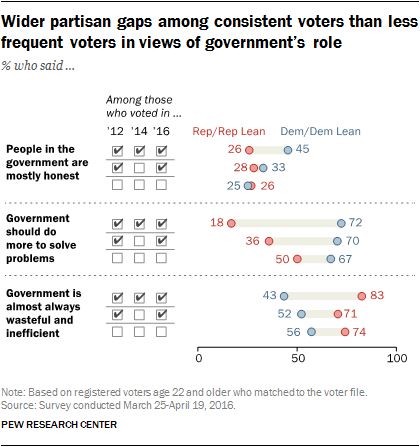 Wider partisan gaps among consistent voters than less
frequent voters in views of government's role
% who said ...
Among those
who voted in ...
'12 '14 '16
Rep/Rep Lean Dem/Dem Lean
People in the
government are
mostly honest
26 45
28 33
25 26
Government
should do
more to solve
problems
18 72
36 70
50 67
Government is
almost always
wasteful and
inefficient
43 83
52 71
56 74
0 50 100
Note: Based on registered voters age 22 and older who matched to the voter file.
Source: Survey conducted March 25-April 19, 2016.
PEW RESEARCH CENTER